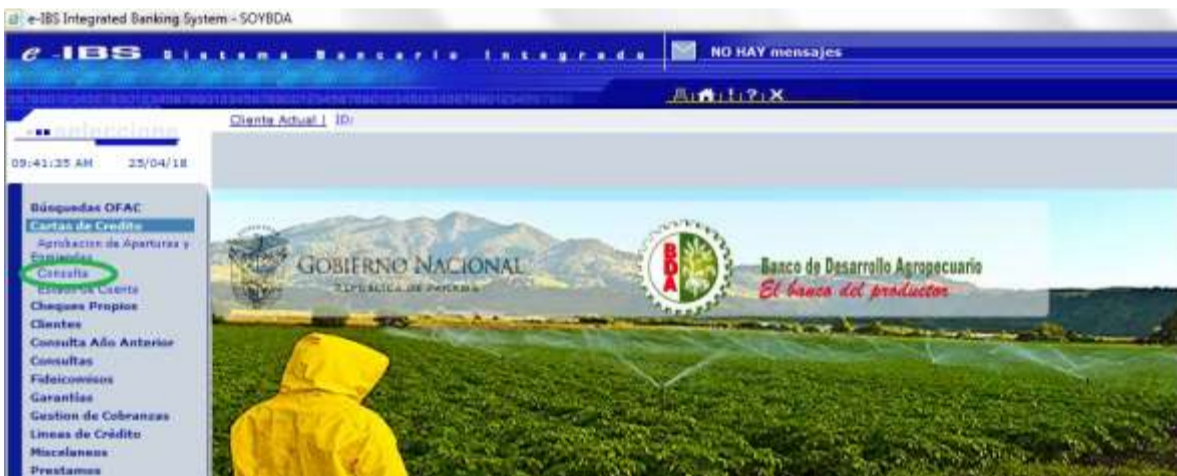 e-IBS Integrated Banking System - SOYBDA
e-IBS Sistema Bancario Integrado
NO HAY mensajes
Cliente Actual | ID:
seleccione
09:41:35 AM 25/04/18
Búsquedas OFAC
Cartas de Credito
Aprobacion de Aperturas y
Enmiendas
Consulta
Estado de Cuenta
Cheques Propios
Clientes
Consulta Año Anterior
Consultas
Fideicomisos
Garantias
Gestion de Cobranzas
Lineas de Crédito
Miscelaneos
Prestamos
GOBIERNO NACIONAL
REPÚBLICA DE PANAMÁ
BDA
Banco de Desarrollo Agropecuario
El banco del productor